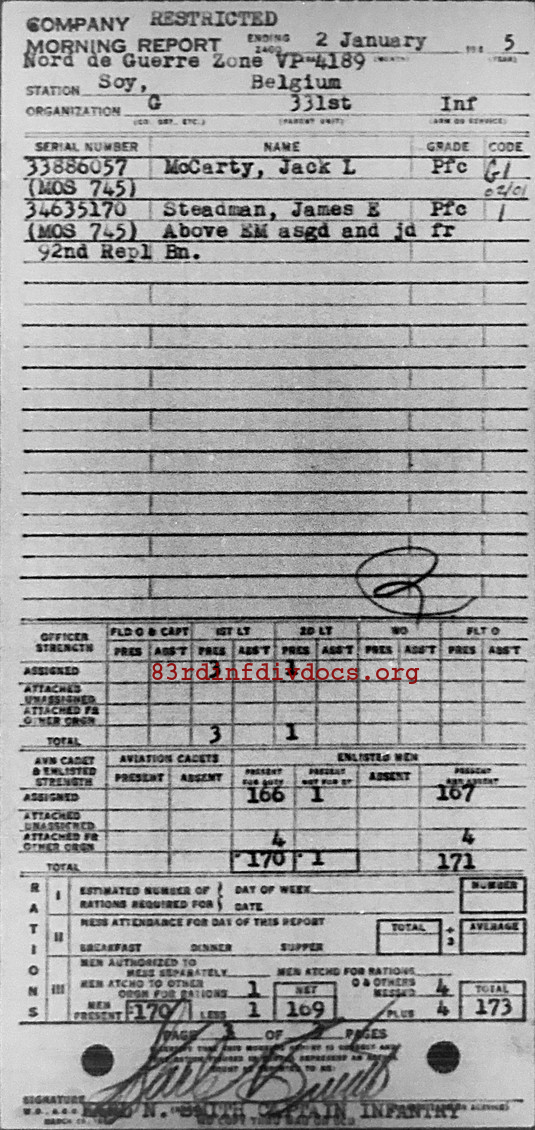 COMPANY RESTRICTED
MORNING REPORT ENDING 2400 2 January 194 5
Nord de Guerre Zone VP-4189 (MONTH) (YEAR)
STATION Soy, Belgium
ORGANIZATION G 331st Inf
(CO. DET., ETC.) (PARENT UNIT) (ARM OR SERVICE)
SERIAL NUMBER NAME GRADE CODE
33886057 McCarty, Jack L Pfc G1
(MOS 745) 02/01
34635170 Steadman, James E Pfc 1
(MOS 745) Above EM asgd and jd fr
92nd Repl Bn.
OFFICER STRENGTH FLD O & CAPT 1ST LT 2D LT WO FLT O
PRES ABS'T PRES ABS'T PRES ABS'T PRES ABS'T PRES ABS'T
ASSIGNED 3 1
83rdinfdivdocs.org
ATTACHED UNASSIGNED
ATTACHED FR OTHER ORGN
TOTAL 3 1
AVN CADET & ENLISTED STRENGTH AVIATION CADETS ENLISTED MEN
PRESENT ABSENT PRESENT FOR DUTY PRESENT NOT FOR DY ABSENT PRESENT AND ABSENT
ASSIGNED 166 1 167
ATTACHED UNASSIGNED
ATTACHED FR OTHER ORGN 4 4
TOTAL 170 1 171
RATIONS
I ESTIMATED NUMBER OF RATIONS REQUIRED FOR DAY OF WEEK DATE NUMBER
II MESS ATTENDANCE FOR DAY OF THIS REPORT TOTAL ÷ 3 AVERAGE
BREAKFAST DINNER SUPPER
III MEN AUTHORIZED TO MESS SEPARATELY MEN ATCHD FOR RATIONS
MEN ATCHD TO OTHER ORGN FOR RATIONS 1 NET O & OTHERS MESSED 4 TOTAL
MEN PRESENT 170 LESS 1 169 PLUS 4 173
PAGE OF PAGES
SIGNATURE
N. SMITH CAPTAIN INFANTRY